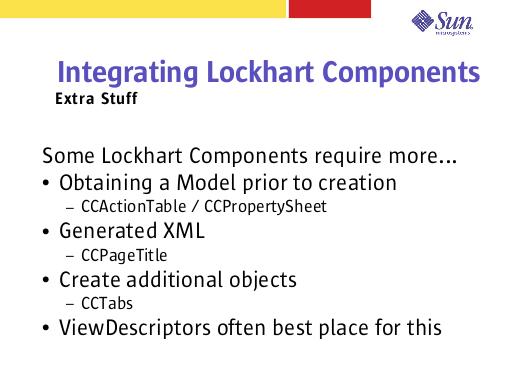 Sun
microsystems
Integrating Lockhart Components
Extra Stuff
Some Lockhart Components require more...
• Obtaining a Model prior to creation
– CCActionTable / CCPropertySheet
• Generated XML
– CCPageTitle
• Create additional objects
– CCTabs
• ViewDescriptors often best place for this